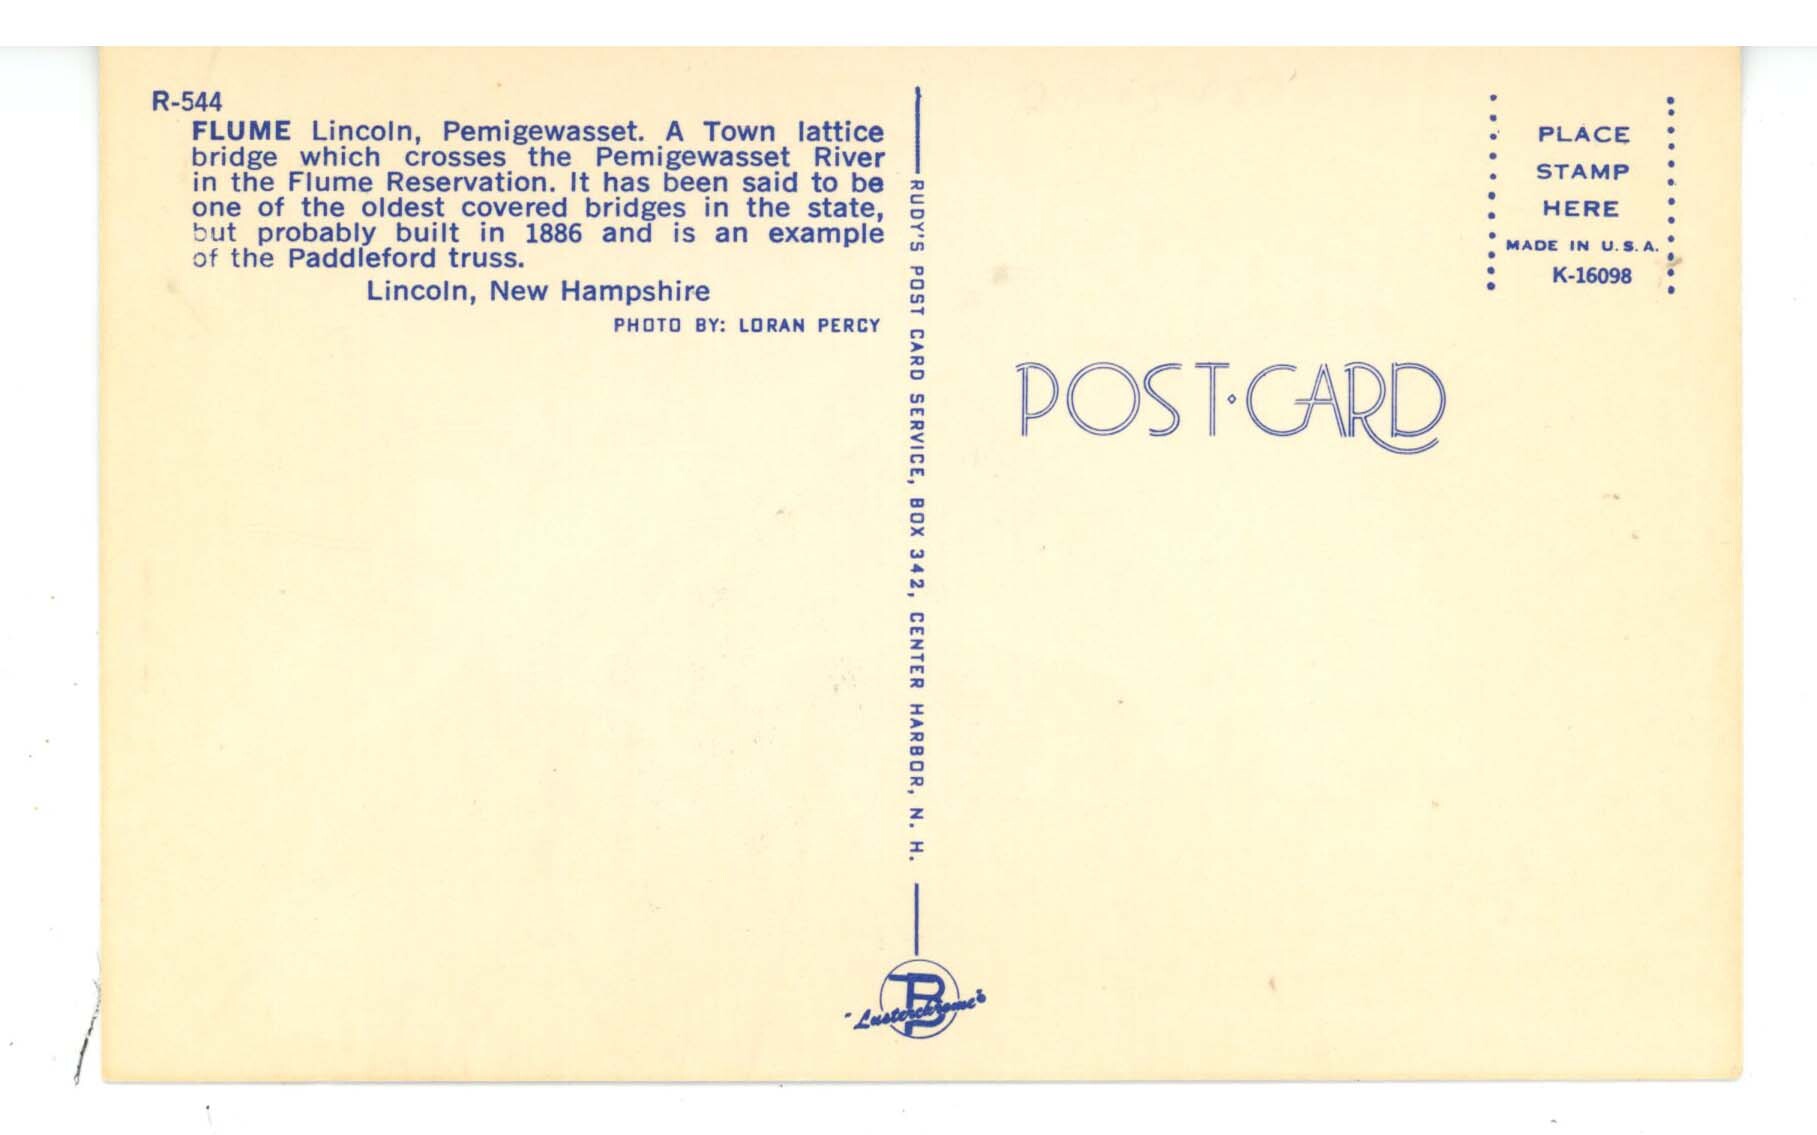 R-544
FLUME Lincoln, Pemigewasset. A Town lattice
bridge which crosses the Pemigewasset River
in the Flume Reservation. It has been said to be
one of the oldest covered bridges in the state,
but probably built in 1886 and is an example
of the Paddleford truss.
Lincoln, New Hampshire
PHOTO BY: LORAN PERCY
RUDY'S POST CARD SERVICE, BOX 342, CENTER HARBOR, N. H.
PLACE
STAMP
HERE
MADE IN U.S.A.
K-16098
POST·CARD
TP
"Lusterchrome"